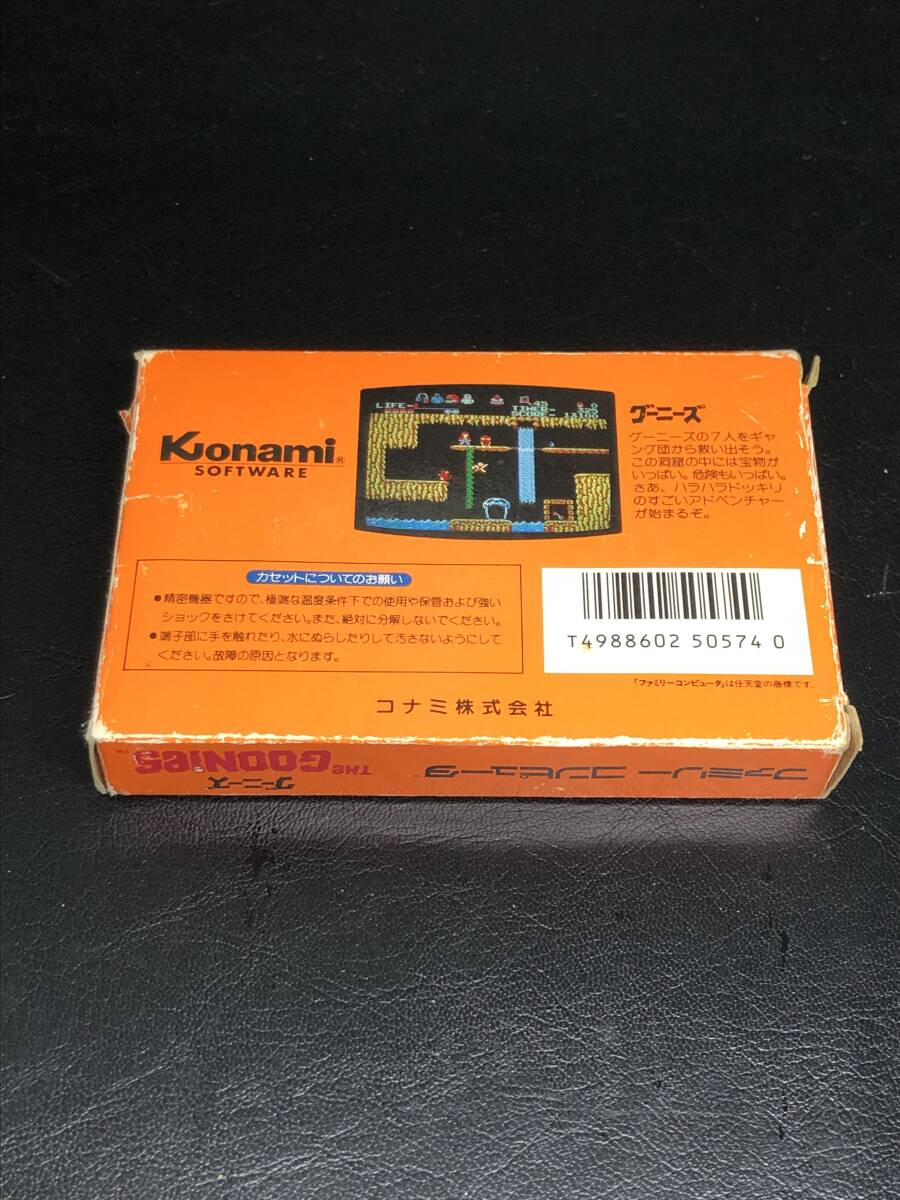 Konami®
SOFTWARE
LIFE-
45
0
TIMER- 325
SCORE- 13100
グーニーズ
グーニーズの7人をギャ
ング団から救い出そう。
この洞窟の中には宝物が
いっぱい。危険もいっぱい。
さあ、ハラハラドッキリ
のすごいアドベンチャー
が始まるぞ。
カセットについてのお願い
●精密機器ですので、極端な温度条件下での使用や保管および強い
ショックをさけてください。また、絶対に分解しないでください。
●端子部に手を触れたり、水にぬらしたりして汚さないようにして
ください。故障の原因となります。
T4988602 50574 0
「ファミリーコンピュータ」は任天堂の商標です。
コナミ株式会社
ファミリー コンピュータ™
THE GOONIES™
グーニーズ